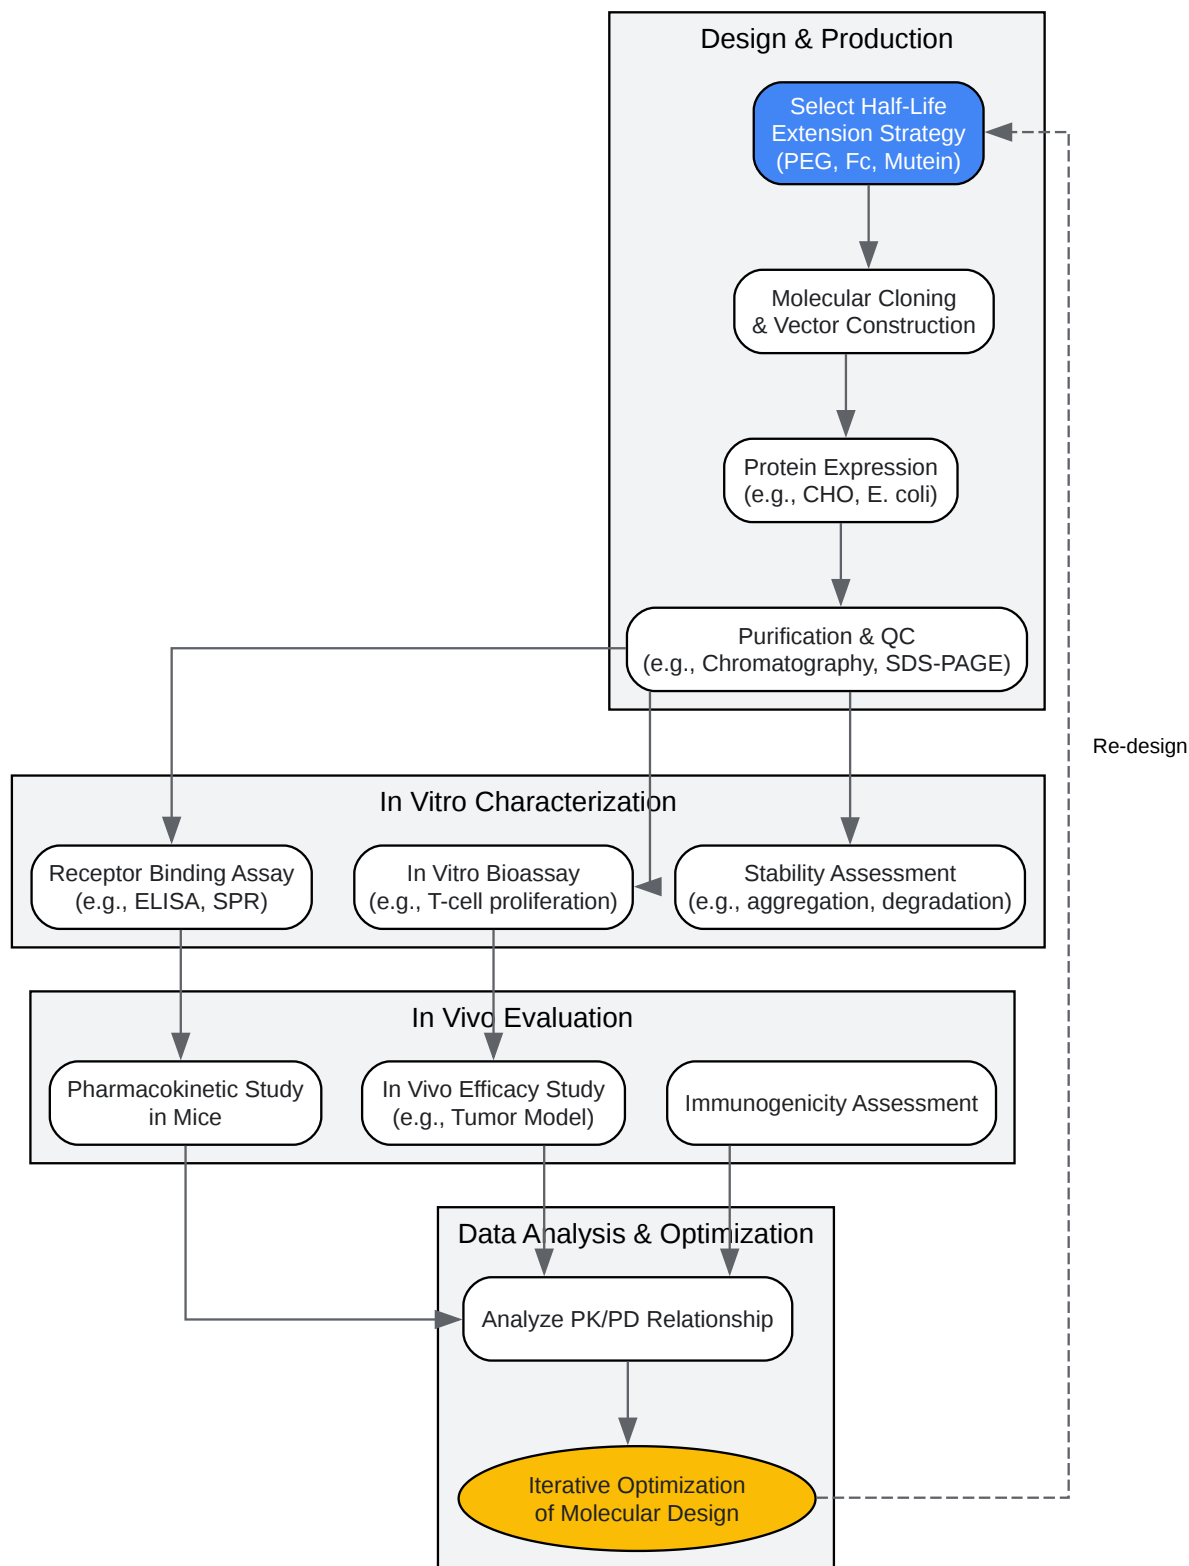 Design & Production
Select Half-Life
Extension Strategy
(PEG, Fc, Mutein)
Molecular Cloning
& Vector Construction
Protein Expression
(e.g., CHO, E. coli)
Purification & QC
(e.g., Chromatography, SDS-PAGE)
Re-design
In Vitro Characterization
Receptor Binding Assay
(e.g., ELISA, SPR)
In Vitro Bioassay
(e.g., T-cell proliferation)
Stability Assessment
(e.g., aggregation, degradation)
In Vivo Evaluation
Pharmacokinetic Study
in Mice
In Vivo Efficacy Study
(e.g., Tumor Model)
Immunogenicity Assessment
Data Analysis & Optimization
Analyze PK/PD Relationship
Iterative Optimization
of Molecular Design